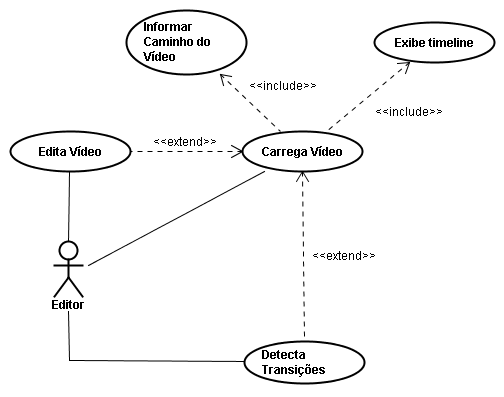 Informar
Caminho do
Vídeo
Exibe timeline
<<include>>
<<include>>
Edita Vídeo
<<extend>>
Carrega Vídeo
<<extend>>
Editor
Detecta
Transições